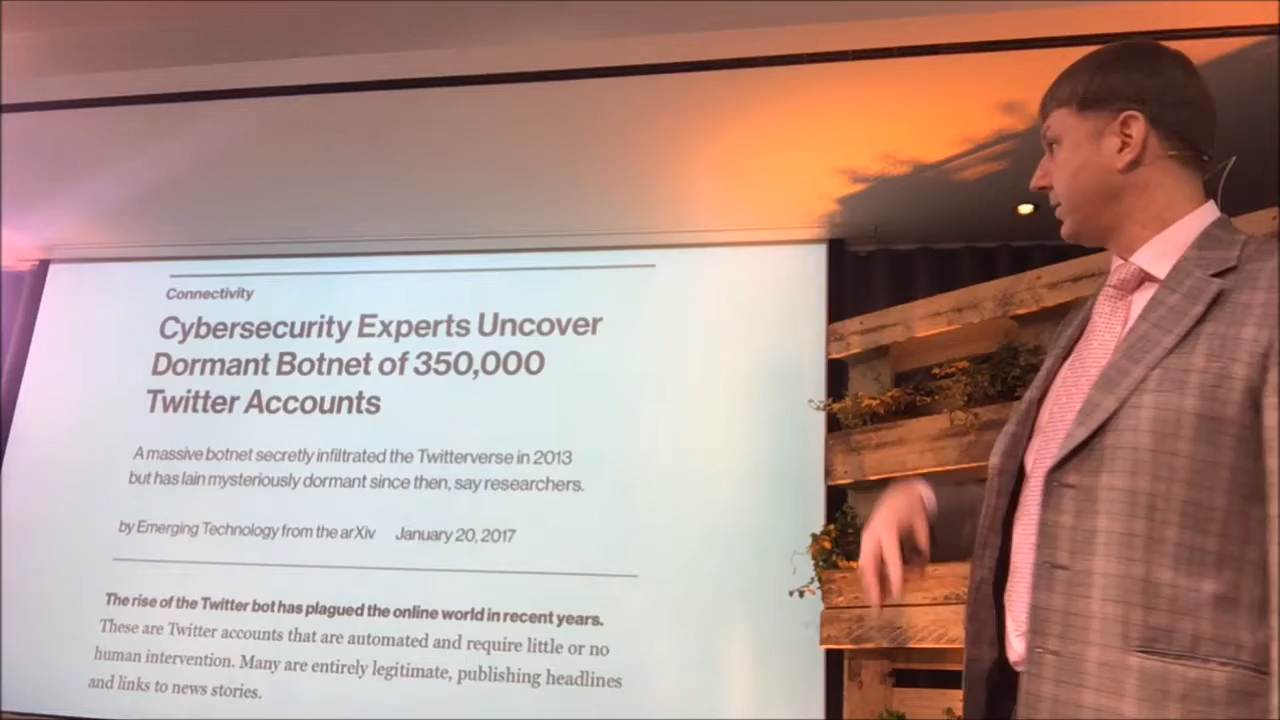 Connectivity
Cybersecurity Experts Uncover
Dormant Botnet of 350,000
Twitter Accounts
A massive botnet secretly infiltrated the Twitterverse in 2013
but has lain mysteriously dormant since then, say researchers.
by Emerging Technology from the arXiv January 20, 2017
The rise of the Twitter bot has plagued the online world in recent years.
These are Twitter accounts that are automated and require little or no
human intervention. Many are entirely legitimate, publishing headlines
and links to news stories.